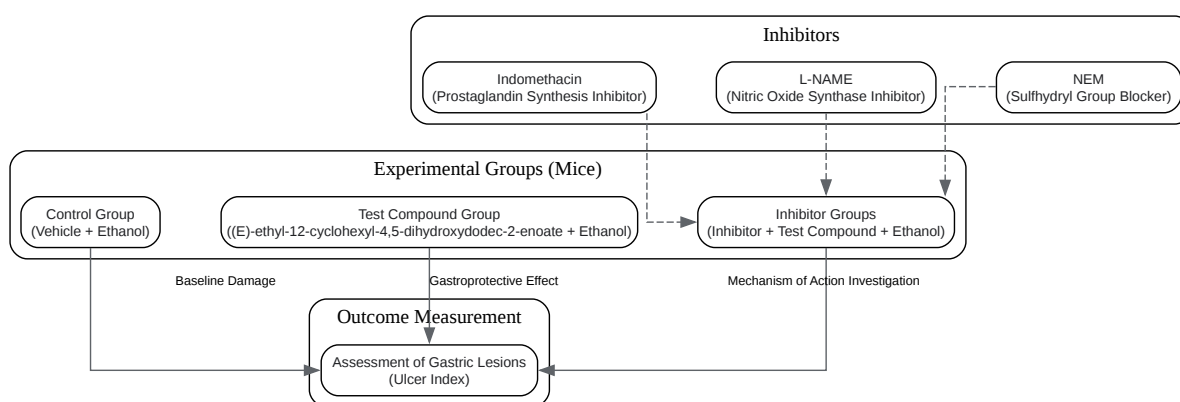 Inhibitors
Indomethacin
(Prostaglandin Synthesis Inhibitor)
L-NAME
(Nitric Oxide Synthase Inhibitor)
NEM
(Sulfhydryl Group Blocker)
Experimental Groups (Mice)
Control Group
(Vehicle + Ethanol)
Test Compound Group
((E)-ethyl-12-cyclohexyl-4,5-dihydroxydodec-2-enoate + Ethanol)
Inhibitor Groups
(Inhibitor + Test Compound + Ethanol)
Baseline Damage
Gastroprotective Effect
Mechanism of Action Investigation
Outcome Measurement
Assessment of Gastric Lesions
(Ulcer Index)